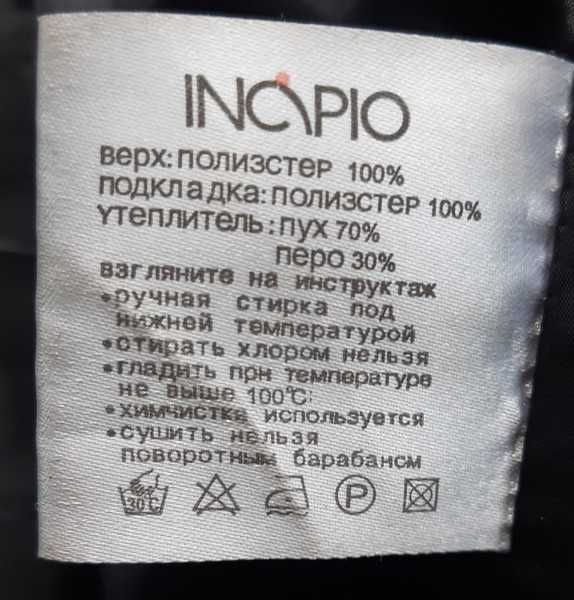 INCAPIO
верх: ПОЛИЗСТЕР 100%
подкладка: ПОЛИЗСТЕР 100%
утеплитель: ПУХ 70%
ПЕРО 30%
взгляните на инструктаж
•ручная стирка под
нижней температурой
•стирать хлором нельзя
•гладить прн температуре
не выше 100℃:
•химчистка используется
•сушить нельзя
поворотным барабансм
30℃ P